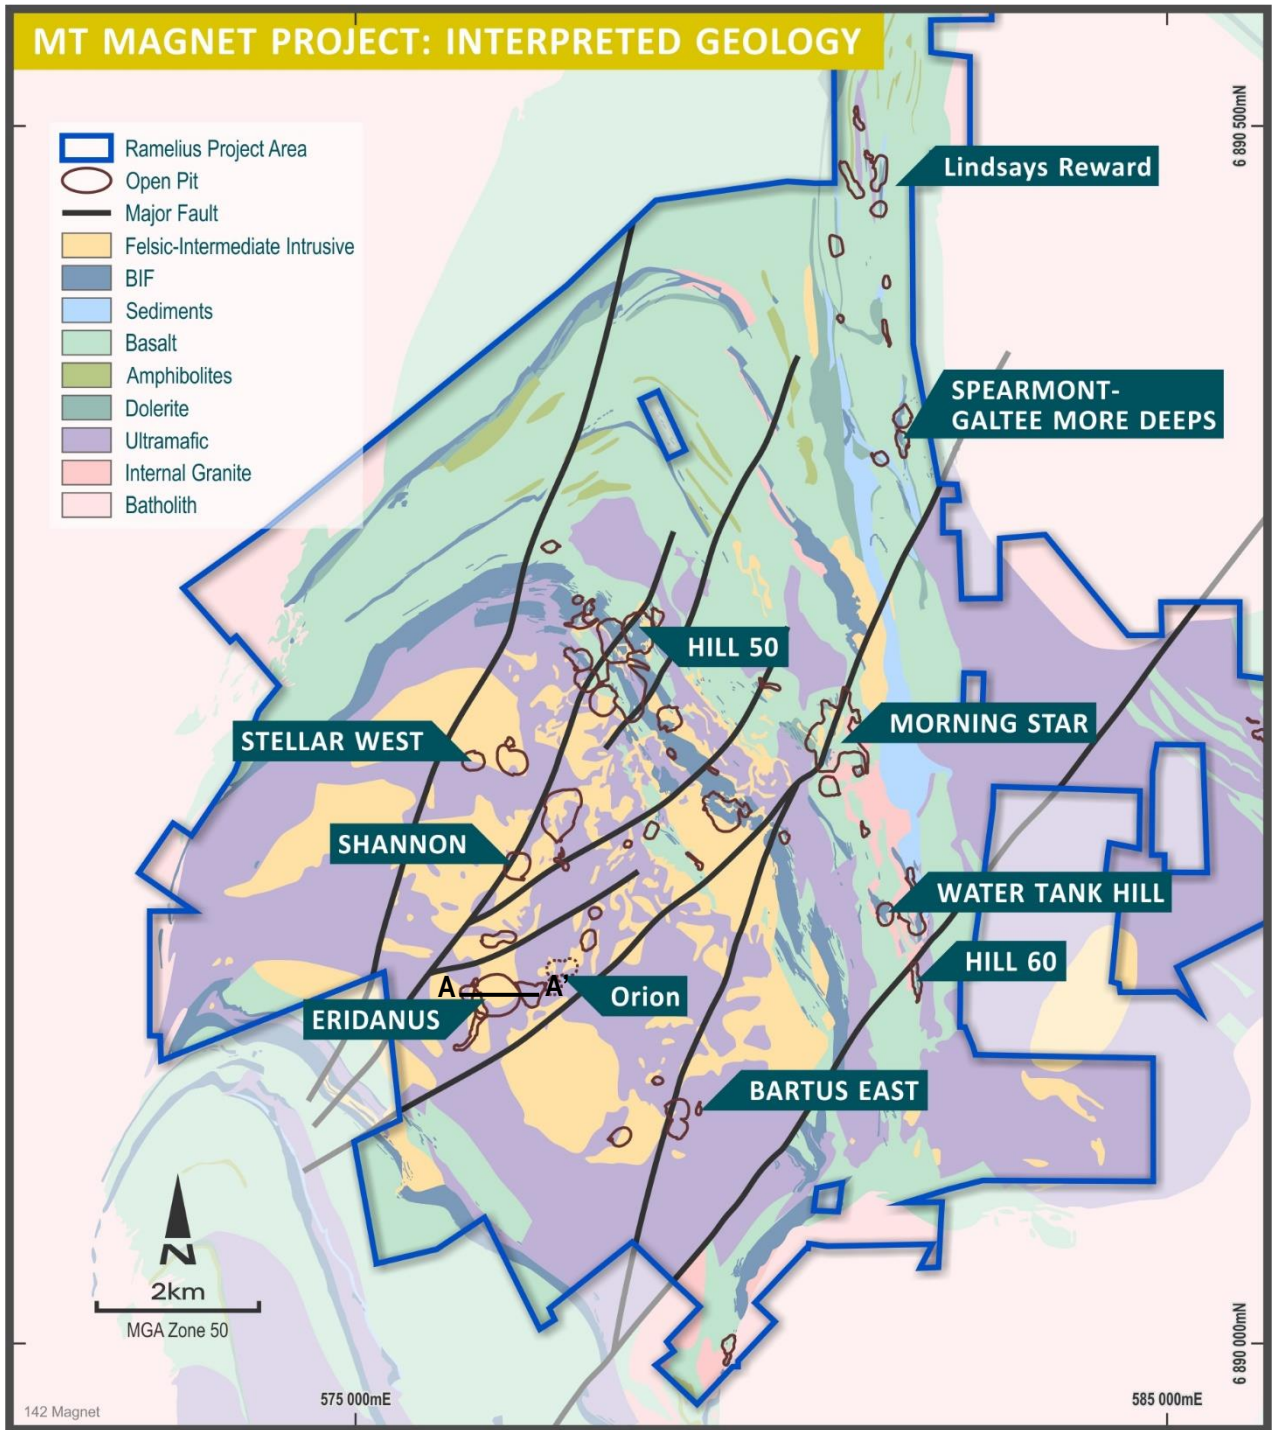 MT MAGNET PROJECT: INTERPRETED GEOLOGY
6 890 500mN
Ramelius Project Area
Open Pit
Major Fault
Felsic-Intermediate Intrusive
BIF
Sediments
Basalt
Amphibolites
Dolerite
Ultramafic
Internal Granite
Batholith
Lindsays Reward
SPEARMONT-
GALTEE MORE DEEPS
HILL 50
MORNING STAR
STELLAR WEST
SHANNON
WATER TANK HILL
HILL 60
A
A'
Orion
ERIDANUS
BARTUS EAST
N
2km
MGA Zone 50
6 890 000mN
575 000mE
585 000mE
142 Magnet